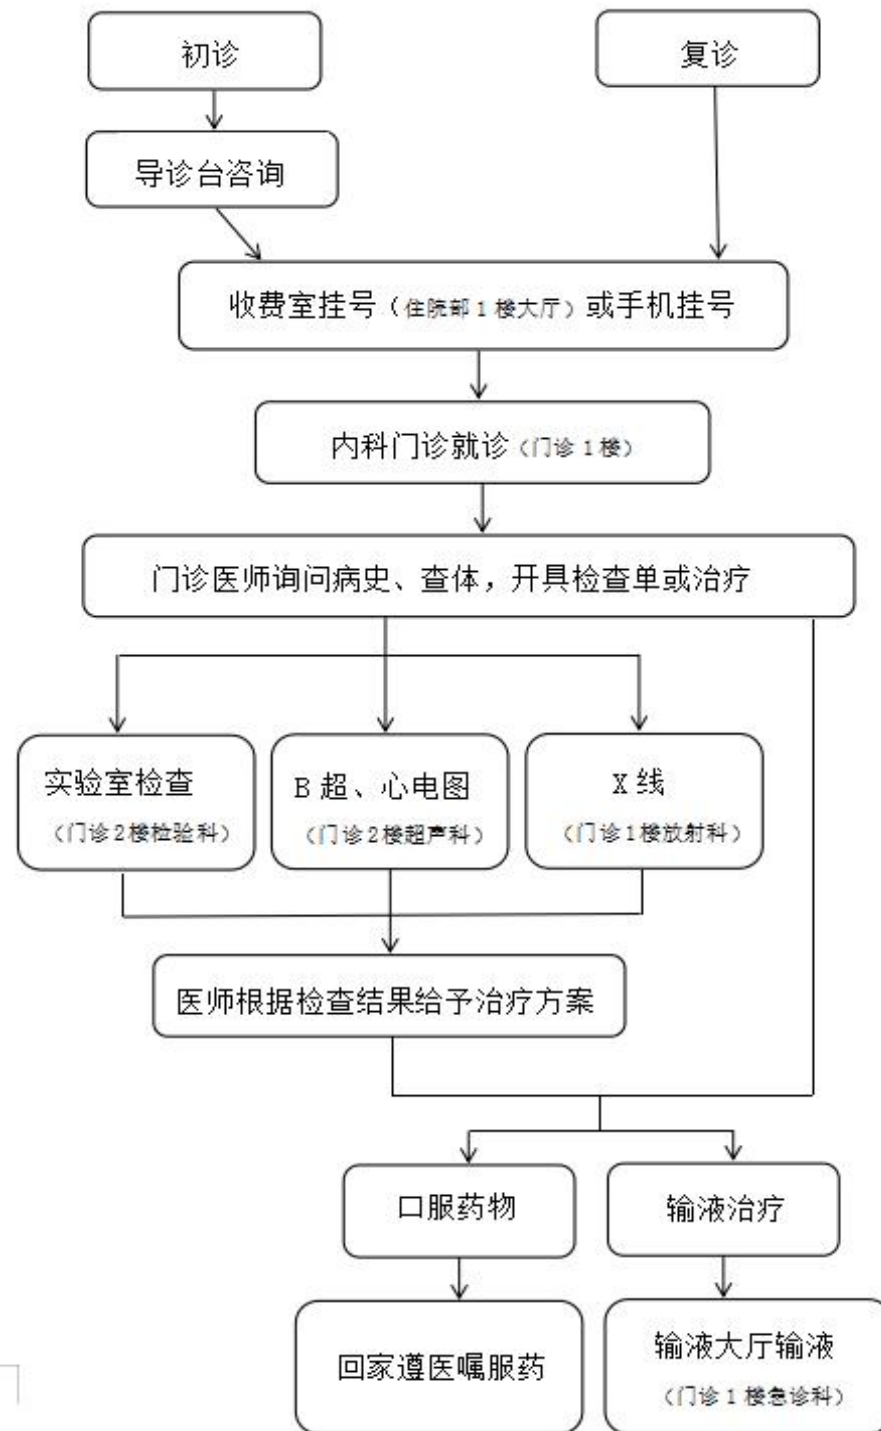 初诊
复诊
导诊台咨询
收费室挂号（住院部1楼大厅）或手机挂号
内科门诊就诊（门诊1楼）
门诊医师询问病史、查体，开具检查单或治疗
实验室检查
（门诊2楼检验科）
B超、心电图
（门诊2楼超声科）
X线
（门诊1楼放射科）
医师根据检查结果给予治疗方案
口服药物
输液治疗
回家遵医嘱服药
输液大厅输液
（门诊1楼急诊科）